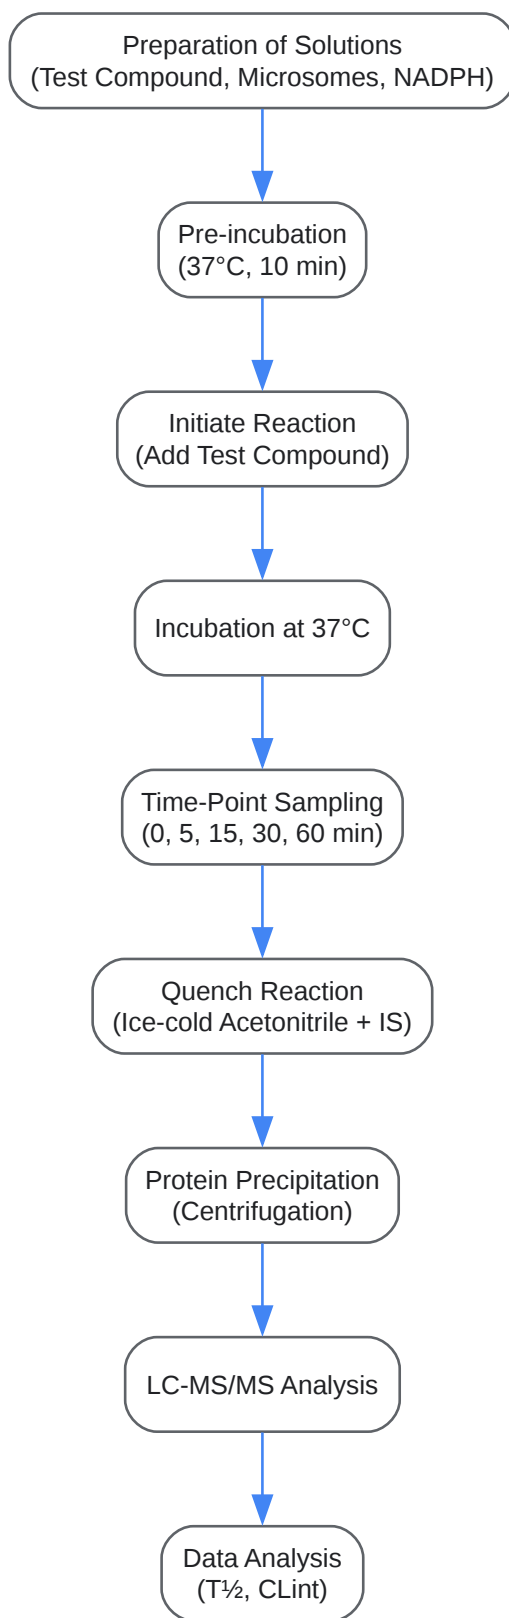 Preparation of Solutions
(Test Compound, Microsomes, NADPH)
Pre-incubation
(37°C, 10 min)
Initiate Reaction
(Add Test Compound)
Incubation at 37°C
Time-Point Sampling
(0, 5, 15, 30, 60 min)
Quench Reaction
(Ice-cold Acetonitrile + IS)
Protein Precipitation
(Centrifugation)
LC-MS/MS Analysis
Data Analysis
(T½, CLint)